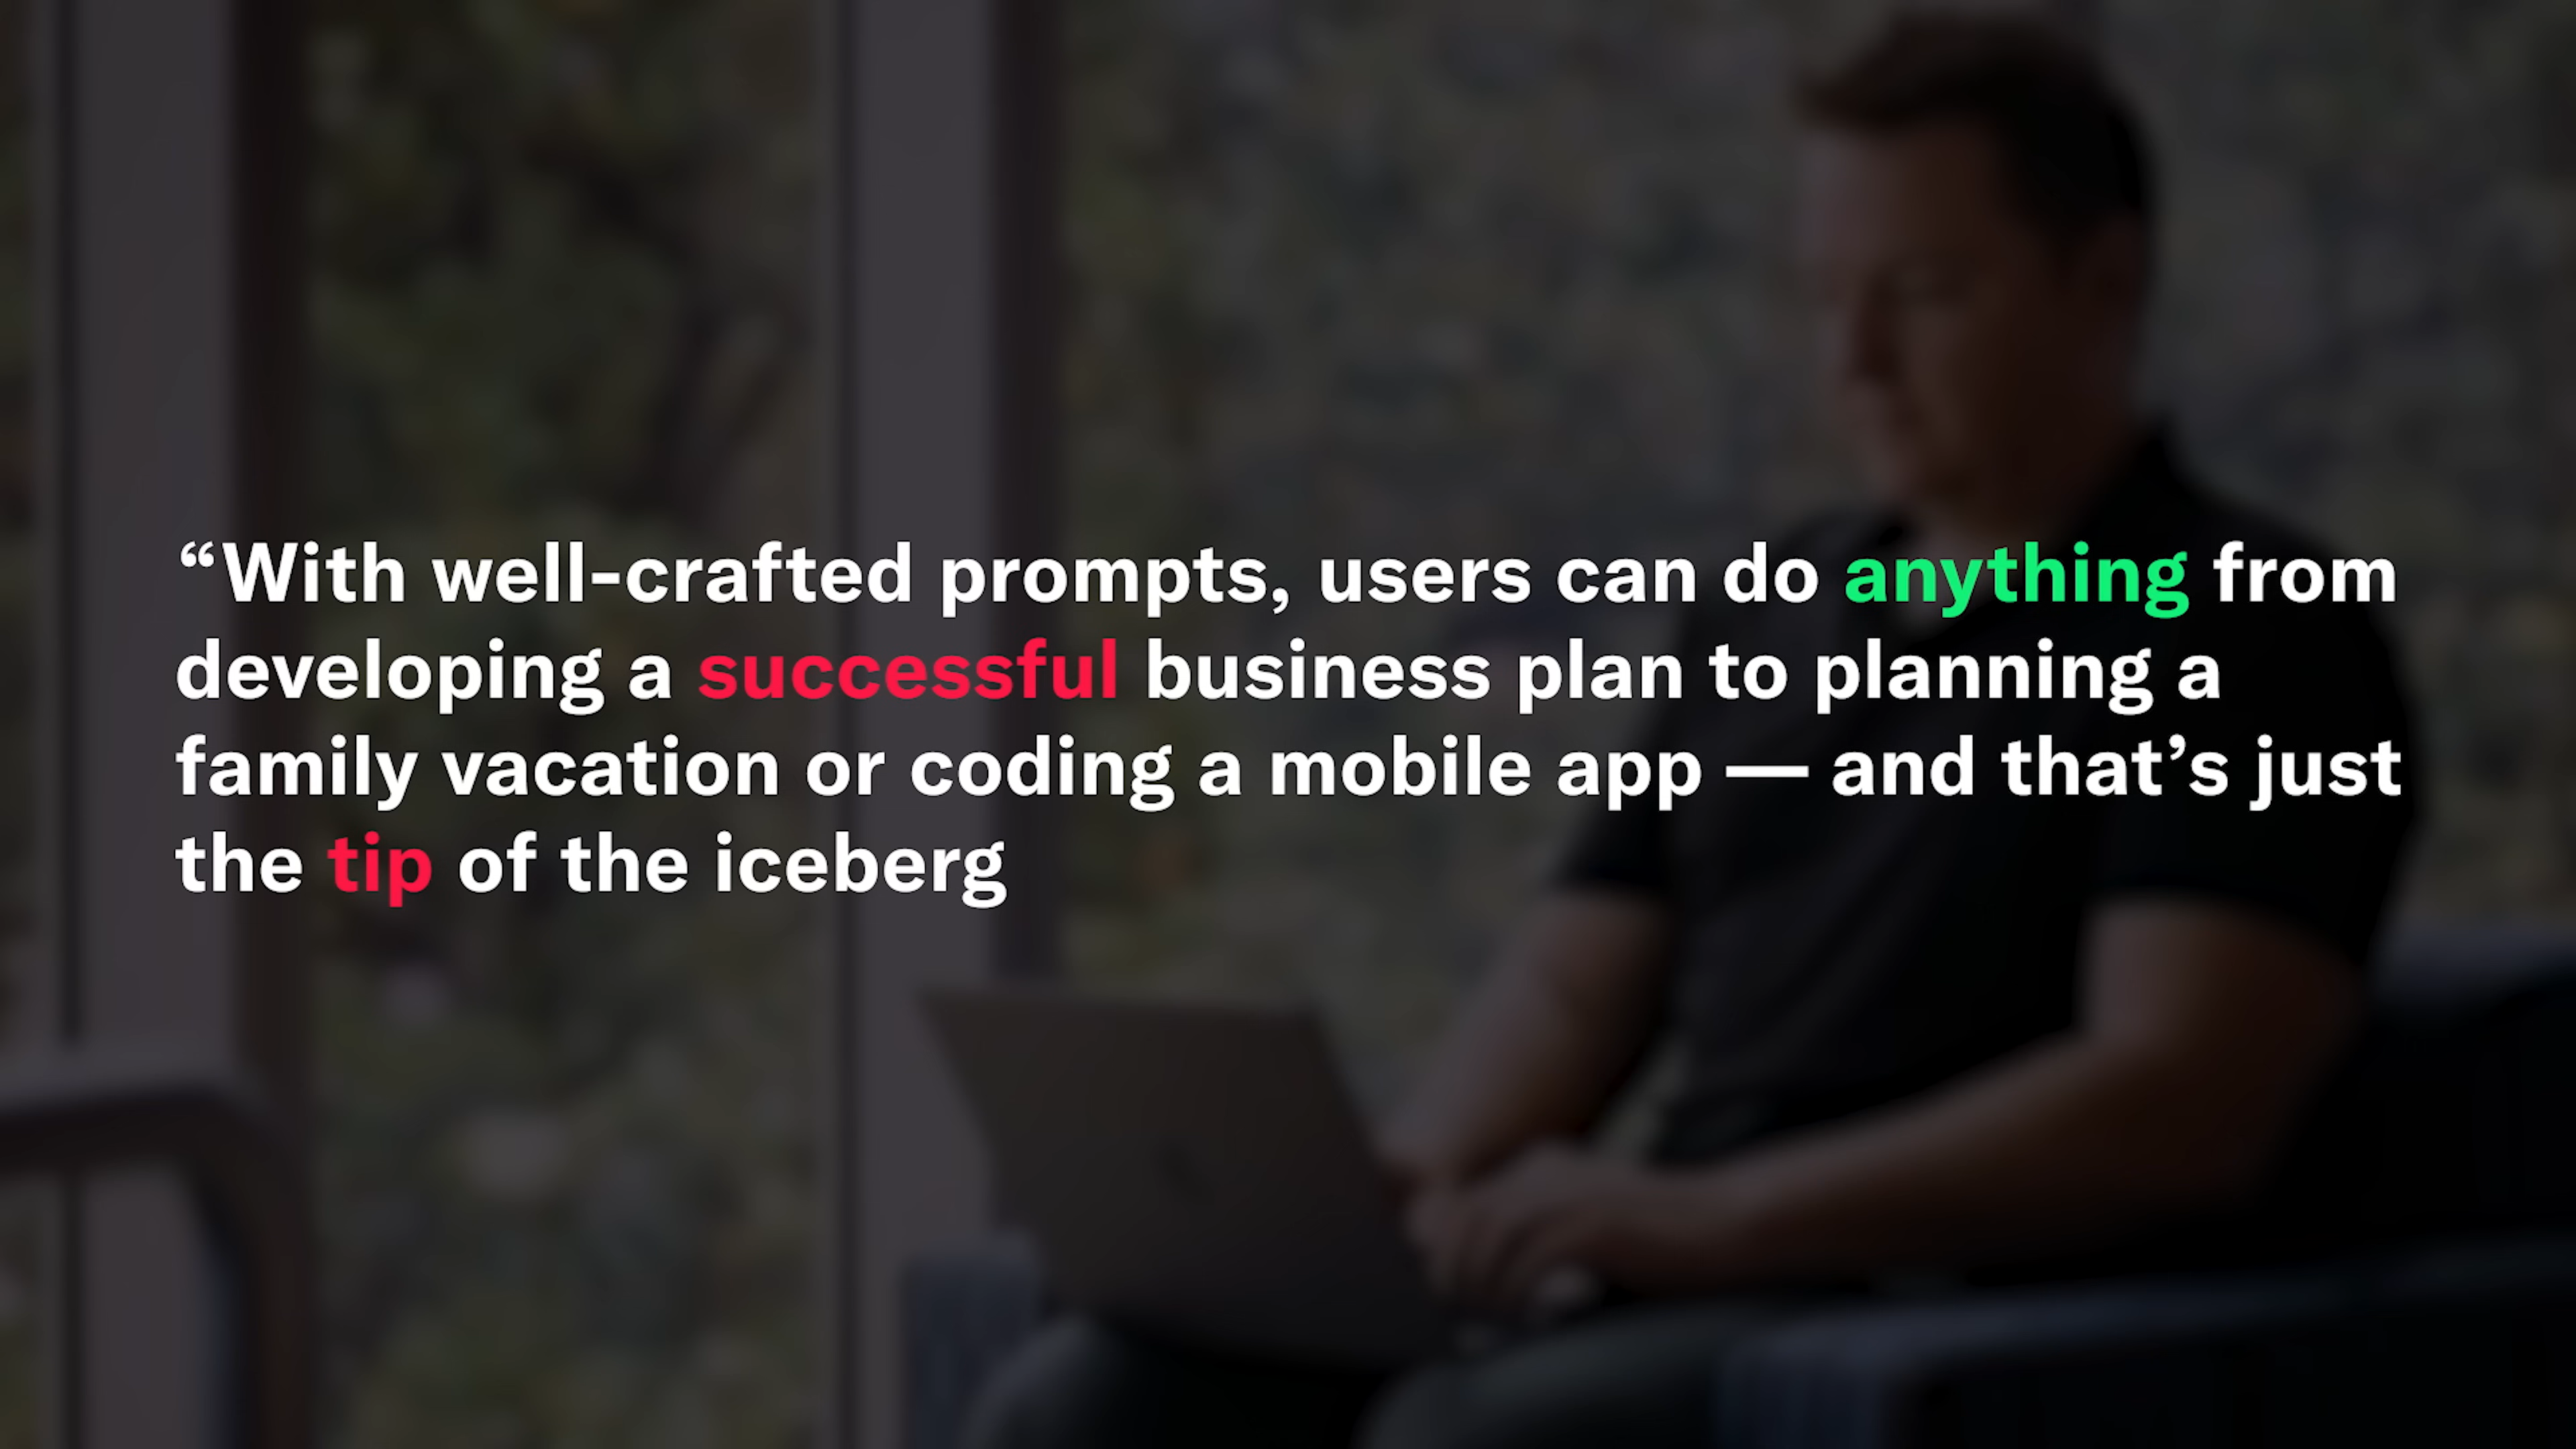 “With well-crafted prompts, users can do anything from
developing a successful business plan to planning a
family vacation or coding a mobile app — and that’s just
the tip of the iceberg